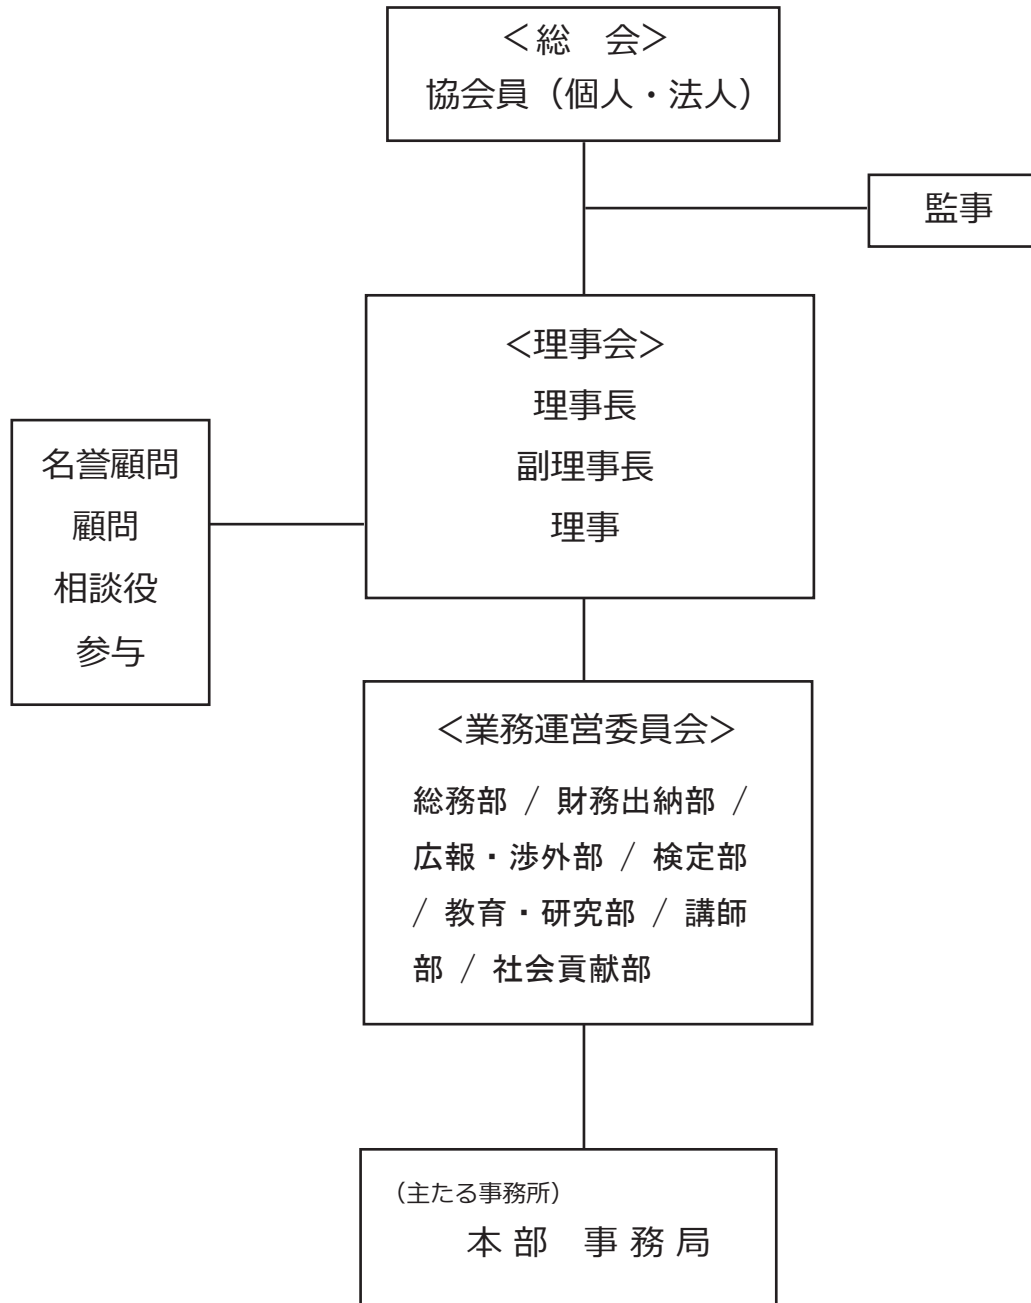 ＜総　会＞
協会員（個人・法人）
監事
＜理事会＞
理事長
副理事長
理事
名誉顧問
顧問
相談役
参与
＜業務運営委員会＞
総務部 / 財務出納部 /
広報・渉外部 / 検定部
/ 教育・研究部 / 講師
部 / 社会貢献部
（主たる事務所）
本部　事務局